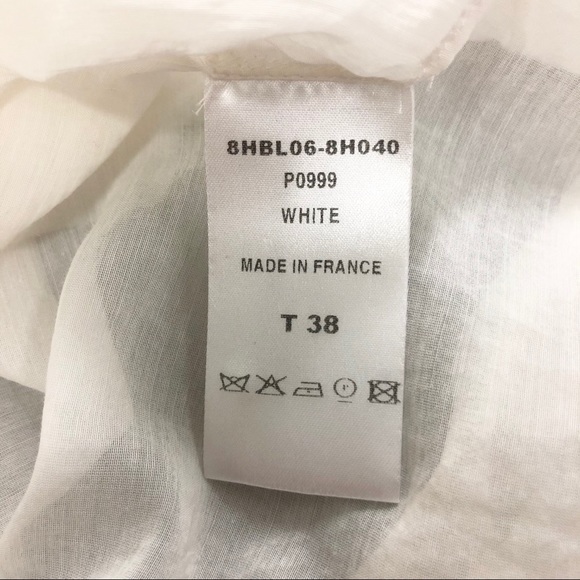 8HBL06-8H040
P0999
WHITE
MADE IN FRANCE
T 38